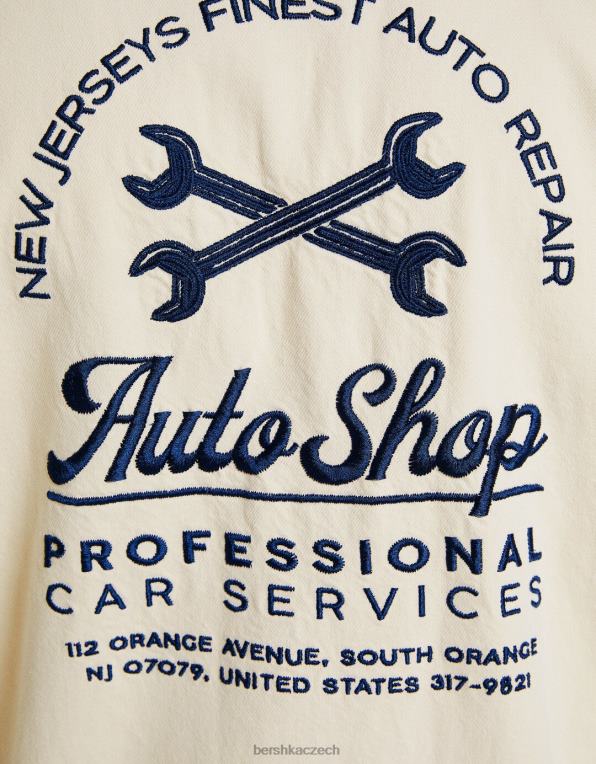 NEW JERSEYS FINEST AUTO REPAIR
Auto Shop
PROFESSIONAL
CAR SERVICES
112 ORANGE AVENUE, SOUTH ORANGE
NJ 07079, UNITED STATES 317-9821
bershkaczech